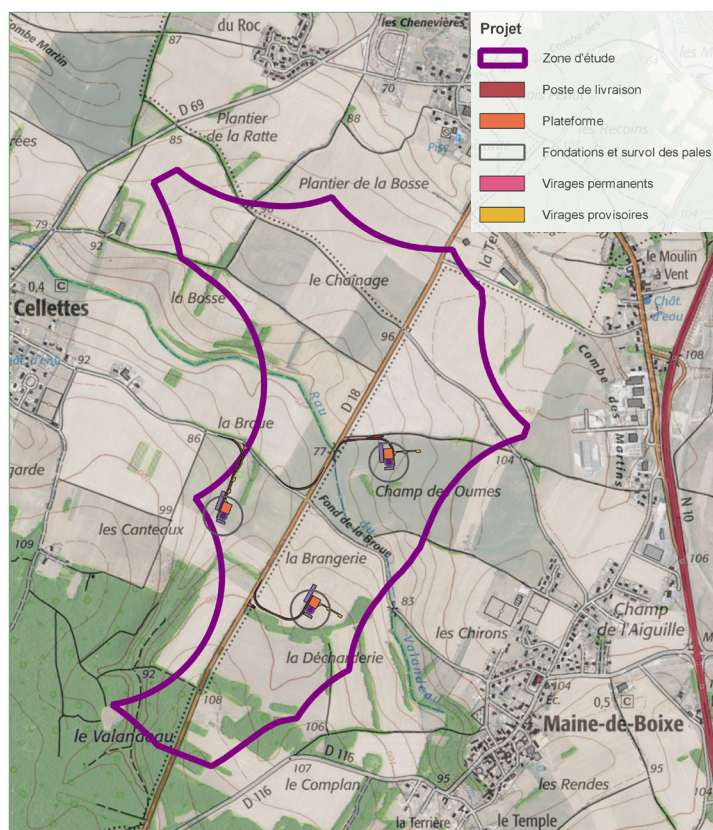 Projet
Zone d'étude
Poste de livraison
Plateforme
Fondations et survol des pales
Virages permanents
Virages provisoires
du Roc
les Chenevières
Combe Martin
87
70
D 69
Plantier
de la Ratte
88
85
Pisc.
Plantier de la Bosse
79
92
le Moulin
à Vent
Chât.
d'eau
0,4 C
la Bosse
le Chaînage
Cellettes
96
108
92
D 18
Rau
Combe
des
Martins
la Broue
86
77
104
garde
Champ des Oumes
N 10
99
les Canteaux
Fond de la Broue
109
la Brangerie
106
83
Champ
de l'Aiguille
les Chirons
la Décharderie
Valandeau
92
108
104
Éc.
0,5 C
106
le Valandeau
Maine-de-Boixe
D 116
107
95
95
le Complan
les Rendes
D 116
104
la Terrière
le Temple